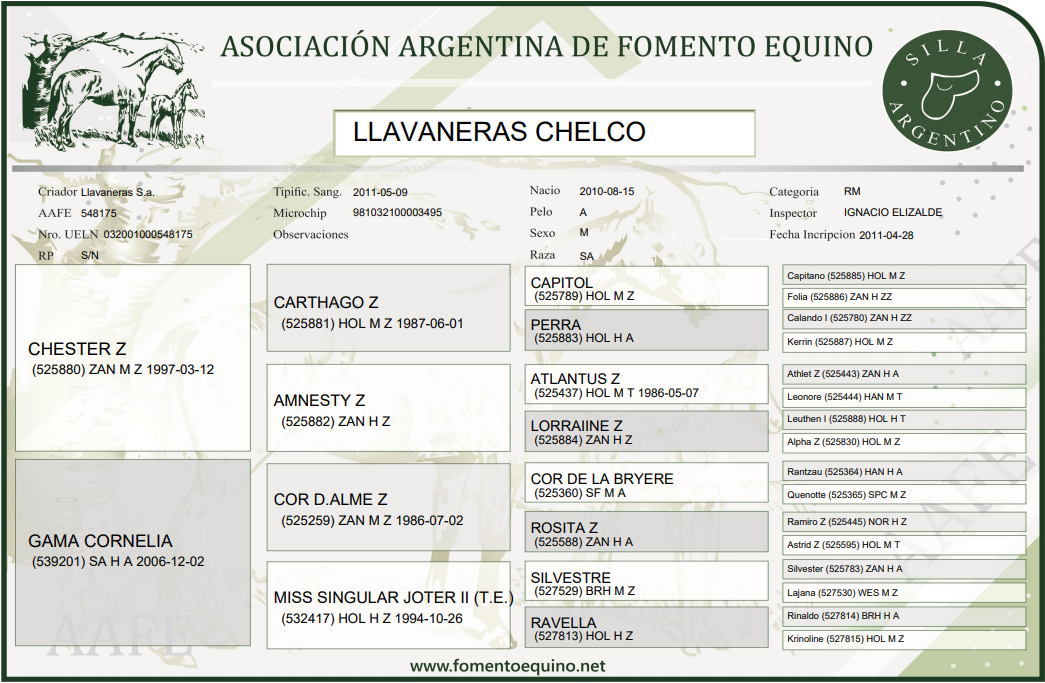 ASOCIACIÓN ARGENTINA DE FOMENTO EQUINO
SILLA ARGENTINO
LLAVANERAS CHELCO
Criador Llavaneras S.a.
AAFE 548175
Nro. UELN 032001000548175
RP S/N
Tipific. Sang. 2011-05-09
Microchip 981032100003495
Observaciones
Nacio 2010-08-15
Pelo A
Sexo M
Raza SA
Categoria RM
Inspector IGNACIO ELIZALDE
Fecha Incripcion 2011-04-28
CHESTER Z
(525880) ZAN M Z 1997-03-12
GAMA CORNELIA
(539201) SA H A 2006-12-02
CARTHAGO Z
(525881) HOL M Z 1987-06-01
AMNESTY Z
(525882) ZAN H Z
COR D.ALME Z
(525259) ZAN M Z 1986-07-02
MISS SINGULAR JOTER II (T.E.)
(532417) HOL H Z 1994-10-26
CAPITOL
(525789) HOL M Z
PERRA
(525883) HOL H A
ATLANTUS Z
(525437) HOL M T 1986-05-07
LORRAIINE Z
(525884) ZAN H Z
COR DE LA BRYERE
(525360) SF M A
ROSITA Z
(525588) ZAN H A
SILVESTRE
(527529) BRH M Z
RAVELLA
(527813) HOL H Z
Capitano (525885) HOL M Z
Folia (525886) ZAN H ZZ
Calando I (525780) ZAN H ZZ
Kerrin (525887) HOL M Z
Athlet Z (525443) ZAN H A
Leonore (525444) HAN M T
Leuthen I (525888) HOL H T
Alpha Z (525830) HOL M Z
Rantzau (525364) HAN H A
Quenotte (525365) SPC M Z
Ramiro Z (525445) NOR H Z
Astrid Z (525595) HOL M T
Silvester (525783) ZAN H A
Lajana (527530) WES M Z
Rinaldo (527814) BRH H A
Krinoline (527815) HOL M Z
AAFE
AAFE
AAFE
www.fomentoequino.net